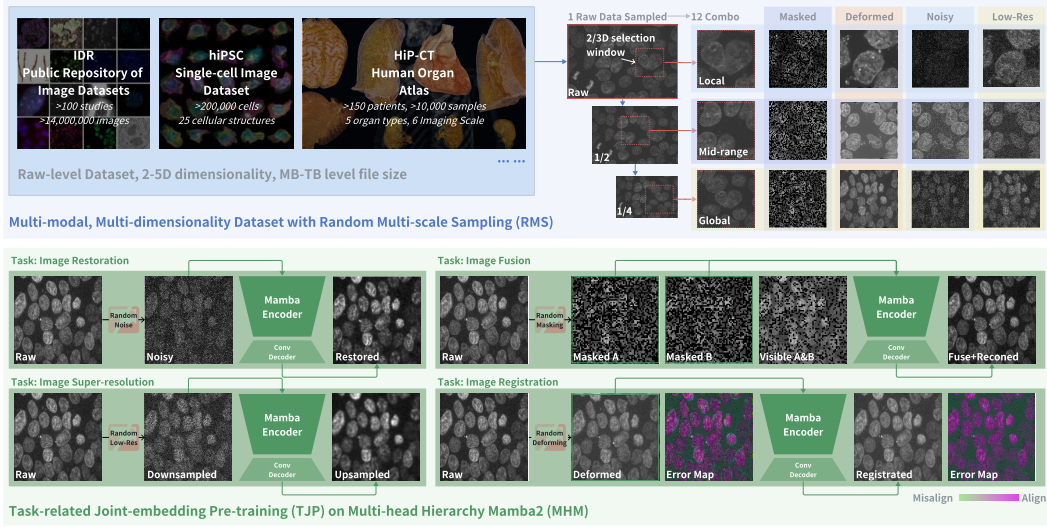 IDR
Public Repository of
Image Datasets
>100 studies
>14,000,000 images
hiPSC
Single-cell Image
Dataset
>200,000 cells
25 cellular structures
HiP-CT
Human Organ
Atlas
>150 patients, >10,000 samples
5 organ types, 6 Imaging Scale
... ...
Raw-level Dataset, 2-5D dimensionality, MB-TB level file size
Multi-modal, Multi-dimensionality Dataset with Random Multi-scale Sampling (RMS)
1 Raw Data Sampled
12 Combo
Masked
Deformed
Noisy
Low-Res
2/3D selection
window
Raw
Local
1/2
Mid-range
1/4
Global
Task: Image Restoration
Raw
Random
Noise
Noisy
Mamba
Encoder
Conv
Decoder
Restored
Task: Image Fusion
Raw
Random
Masking
Masked A
Masked B
Visible A&B
Mamba
Encoder
Conv
Decoder
Fuse+Reconed
Task: Image Super-resolution
Raw
Random
Low-Res
Downsampled
Mamba
Encoder
Conv
Decoder
Upsampled
Task: Image Registration
Raw
Random
Deforming
Deformed
Error Map
Mamba
Encoder
Conv
Decoder
Registrated
Error Map
Misalign
Align
Task-related Joint-embedding Pre-training (TJP) on Multi-head Hierarchy Mamba2 (MHM)